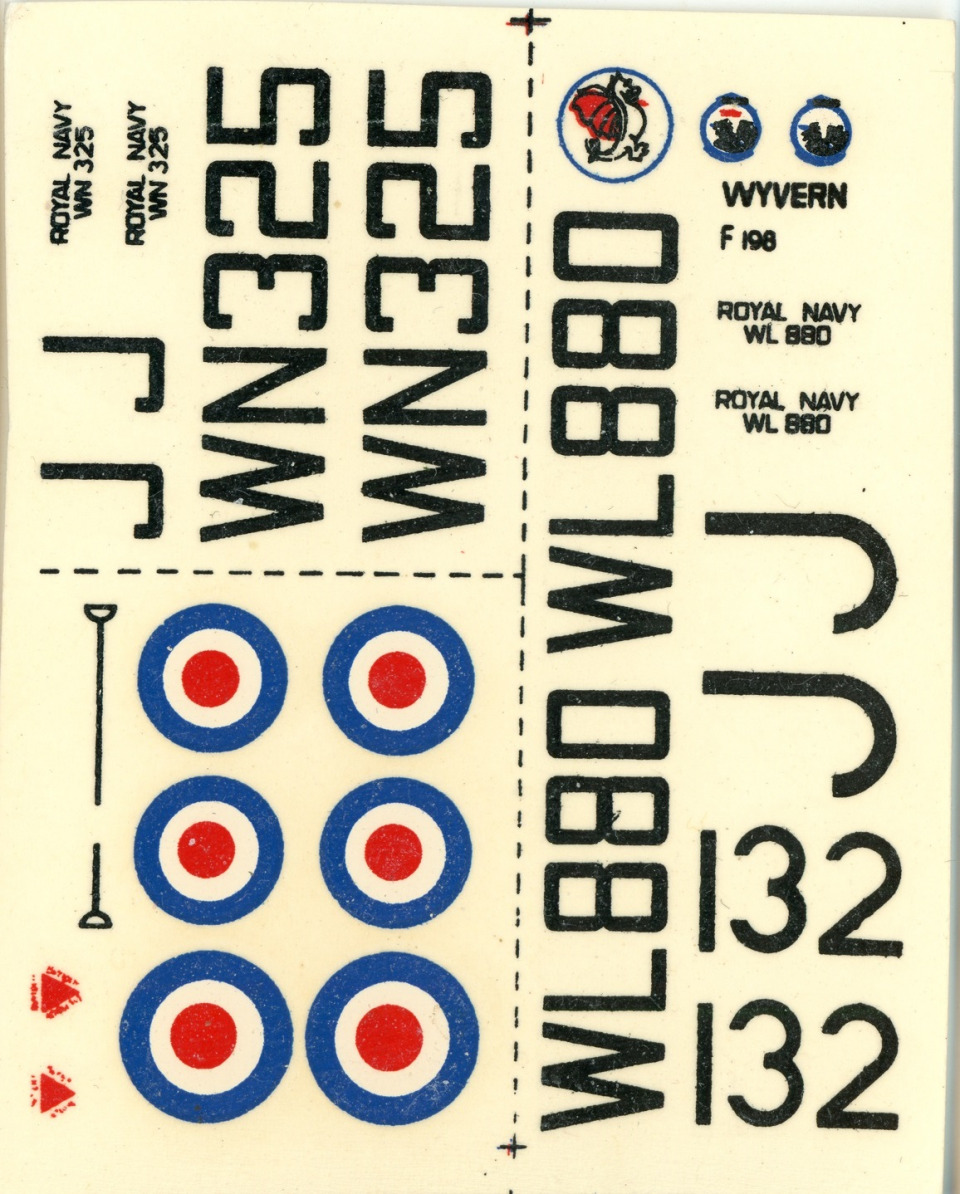 ROYAL NAVY
WN 325
ROYAL NAVY
WN 325
WN325
WN325
J
J
WYVERN
F 198
ROYAL NAVY
WL 880
ROYAL NAVY
WL 880
WL880
WL880
J
J
132
132